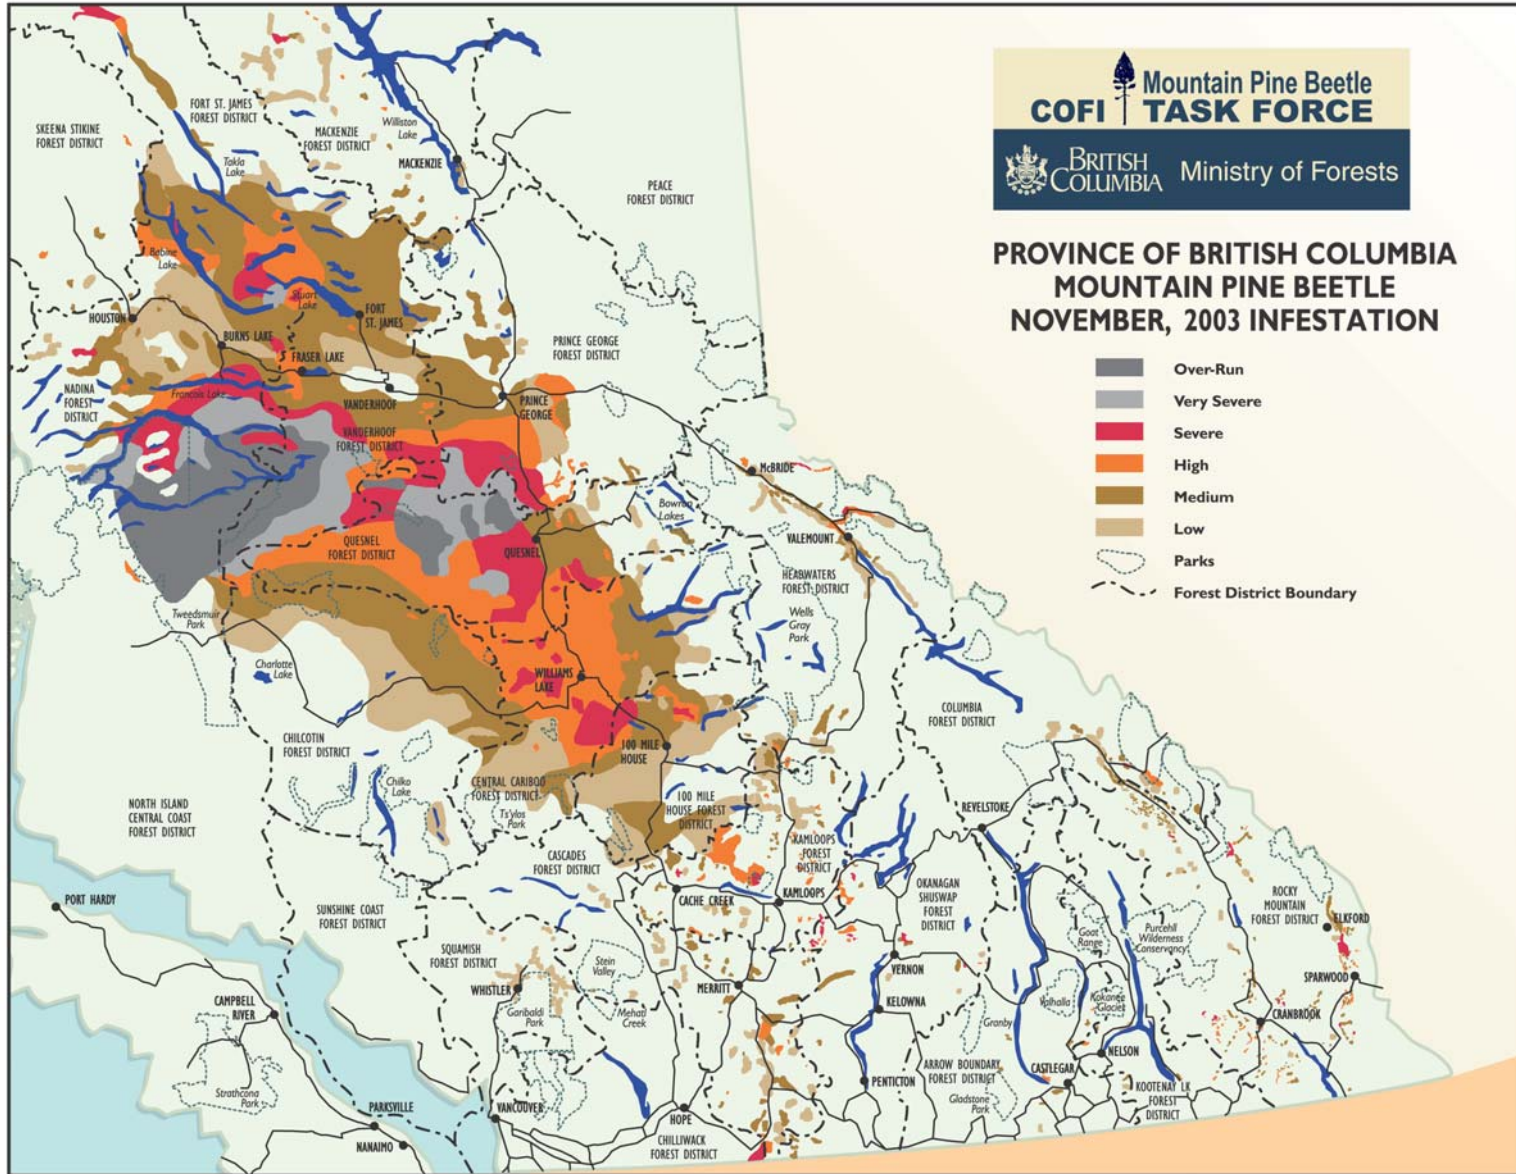 COFI
Mountain Pine Beetle
TASK FORCE
BRITISH
COLUMBIA
Ministry of Forests
PROVINCE OF BRITISH COLUMBIA
MOUNTAIN PINE BEETLE
NOVEMBER, 2003 INFESTATION
Over-Run
Very Severe
Severe
High
Medium
Low
Parks
Forest District Boundary
SKEENA STIKINE
FOREST DISTRICT
FORT ST. JAMES
FOREST DISTRICT
MACKENZIE
FOREST DISTRICT
Williston
Lake
Takla
Lake
MACKENZIE
PEACE
FOREST DISTRICT
Babine
Lake
Stuart
Lake
HOUSTON
FORT
ST. JAMES
BURNS LAKE
FRASER LAKE
PRINCE GEORGE
FOREST DISTRICT
NADINA
FOREST
DISTRICT
Francois Lake
VANDERHOOF
PRINCE
GEORGE
VANDERHOOF
FOREST DISTRICT
McBRIDE
Bowron
Lakes
QUESNEL
FOREST DISTRICT
QUESNEL
VALEMOUNT
HEADWATERS
FOREST DISTRICT
Tweedsmuir
Park
Wells
Gray
Park
Charlotte
Lake
WILLIAMS
LAKE
COLUMBIA
FOREST DISTRICT
CHILCOTIN
FOREST DISTRICT
100 MILE
HOUSE
Chilko
Lake
CENTRAL CARIBOO
FOREST DISTRICT
Ts'ylos
Park
100 MILE
HOUSE FOREST
DISTRICT
NORTH ISLAND
CENTRAL COAST
FOREST DISTRICT
REVELSTOKE
KAMLOOPS
FOREST
DISTRICT
CASCADES
FOREST DISTRICT
PORT HARDY
CACHE CREEK
KAMLOOPS
OKANAGAN
SHUSWAP
FOREST
DISTRICT
ROCKY
MOUNTAIN
FOREST DISTRICT
ELKFORD
SUNSHINE COAST
FOREST DISTRICT
Goat
Range
Purcehll
Wilderness
Conservancy
SQUAMISH
FOREST DISTRICT
Stein
Valley
VERNON
WHISTLER
MERRITT
SPARWOOD
CAMPBELL
RIVER
Garibaldi
Park
Mehatl
Creek
KELOWNA
Granby
Valhalla
Kokanee
Glacier
CRANBROOK
NELSON
ARROW BOUNDARY
FOREST DISTRICT
CASTLEGAR
PENTICTON
Gladstone
Park
KOOTENAY LK
FOREST
DISTRICT
Strathcona
Park
PARKSVILLE
VANCOUVER
HOPE
NANAIMO
CHILLIWACK
FOREST DISTRICT